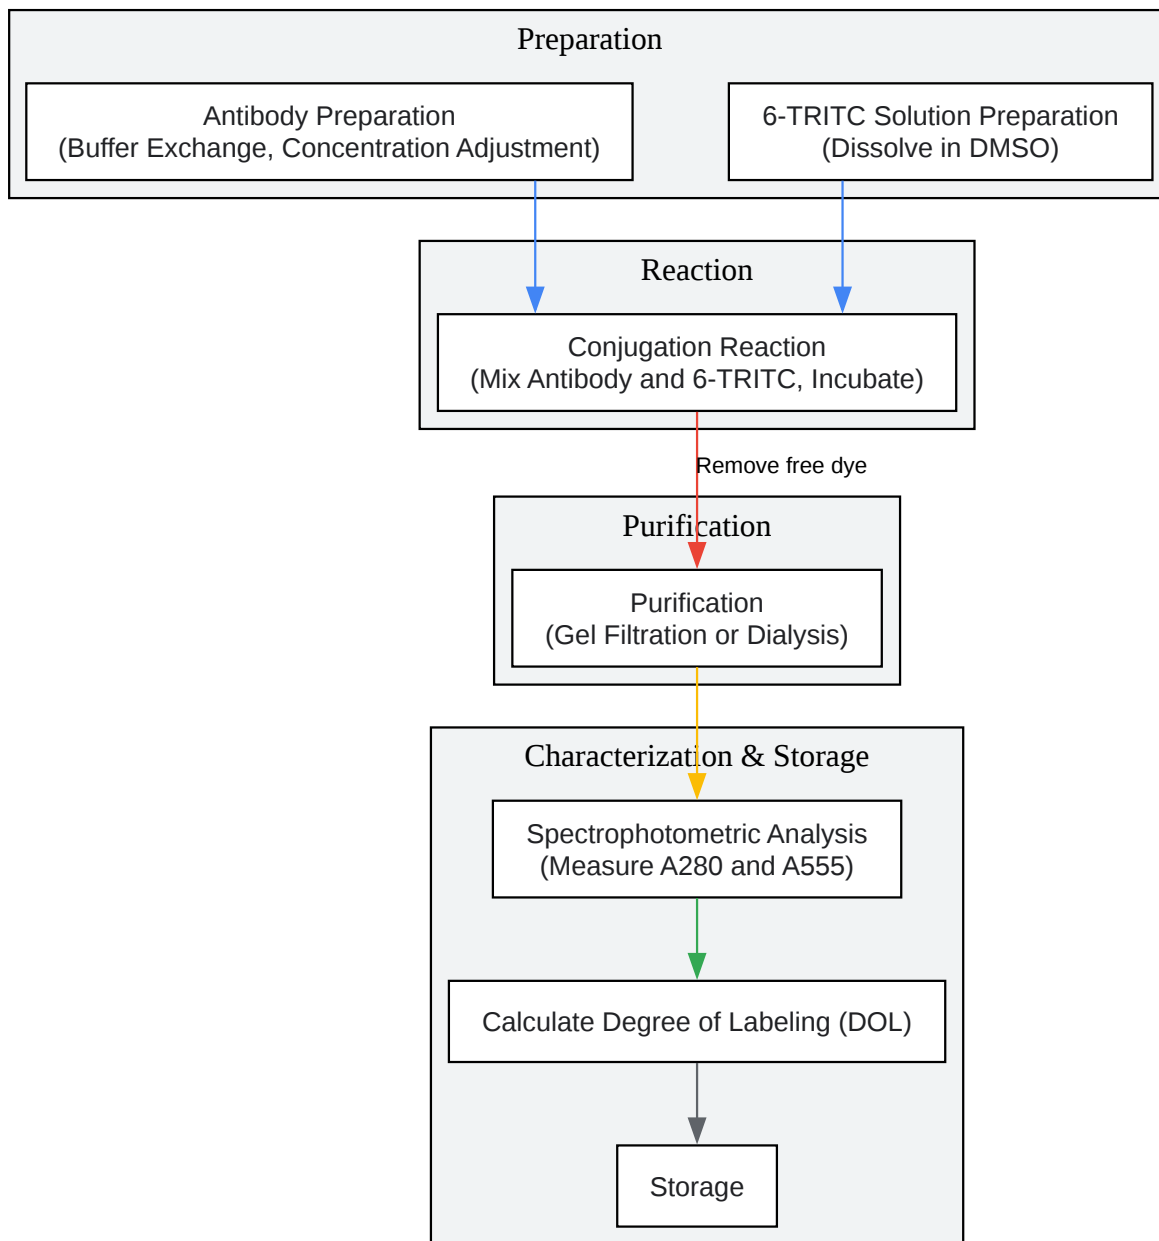 Preparation
Antibody Preparation
(Buffer Exchange, Concentration Adjustment)
6-TRITC Solution Preparation
(Dissolve in DMSO)
Reaction
Conjugation Reaction
(Mix Antibody and 6-TRITC, Incubate)
Remove free dye
Purification
Purification
(Gel Filtration or Dialysis)
Characterization & Storage
Spectrophotometric Analysis
(Measure A280 and A555)
Calculate Degree of Labeling (DOL)
Storage